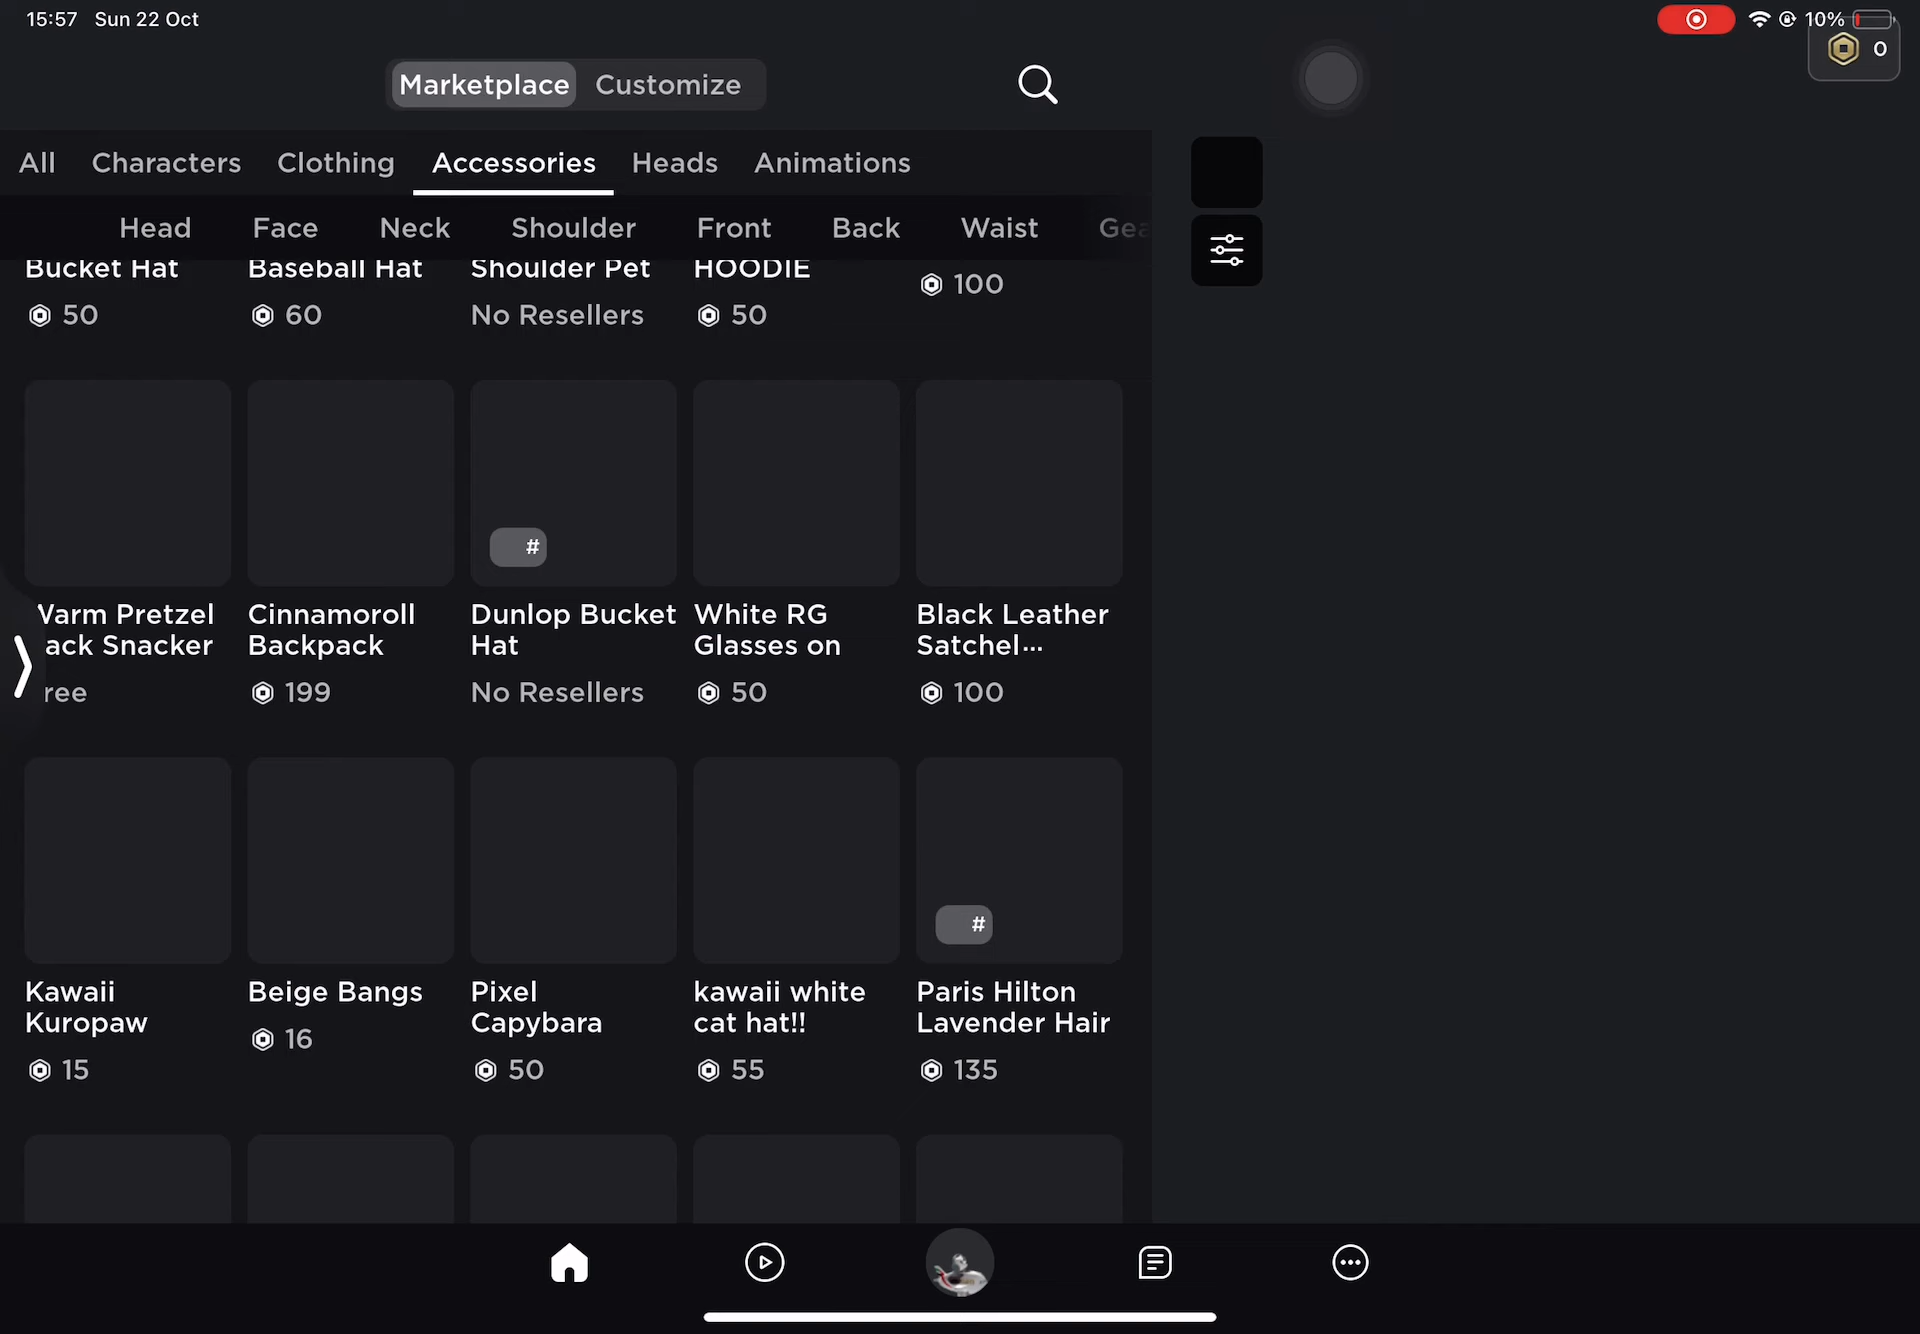 15:57 Sun 22 Oct
10%
0
Marketplace Customize
All Characters Clothing Accessories Heads Animations
Head Face Neck Shoulder Front Back Waist Gea
Bucket Hat Baseball Hat Shoulder Pet HOODIE
50 60 No Resellers 50 100
#
Warm Pretzel Cinnamoroll Dunlop Bucket White RG Black Leather
ack Snacker Backpack Hat Glasses on Satchel...
ree 199 No Resellers 50 100
#
Kawaii Beige Bangs Pixel kawaii white Paris Hilton
Kuropaw Capybara cat hat!! Lavender Hair
15 16 50 55 135